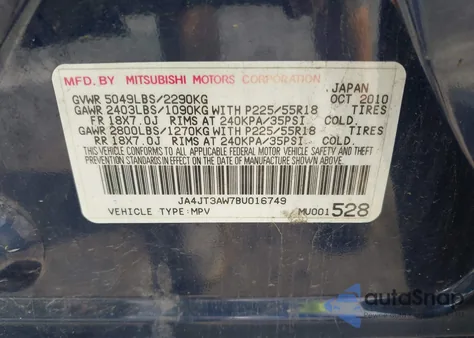 MFD. BY MITSUBISHI MOTORS CORPORATION JAPAN
GVWR 5049LBS/2290KG OCT 2010
GAWR 2403LBS/1090KG WITH P225/55R18 TIRES
FR 18X7.0J RIMS AT 240KPA/35PSI COLD.
GAWR 2800LBS/1270KG WITH P225/55R18 TIRES
RR 18X7.0J RIMS AT 240KPA/35PSI COLD.
THIS VEHICLE CONFORMS TO ALL APPLICABLE FEDERAL MOTOR VEHICLE SAFETY AND THEFT PREVENTION STANDARDS IN EFFECT ON
THE DATE OF MANUFACTURE SHOWN ABOVE.
JA4JT3AW7BU016749
VEHICLE TYPE: MPV MU001528
autoSnap